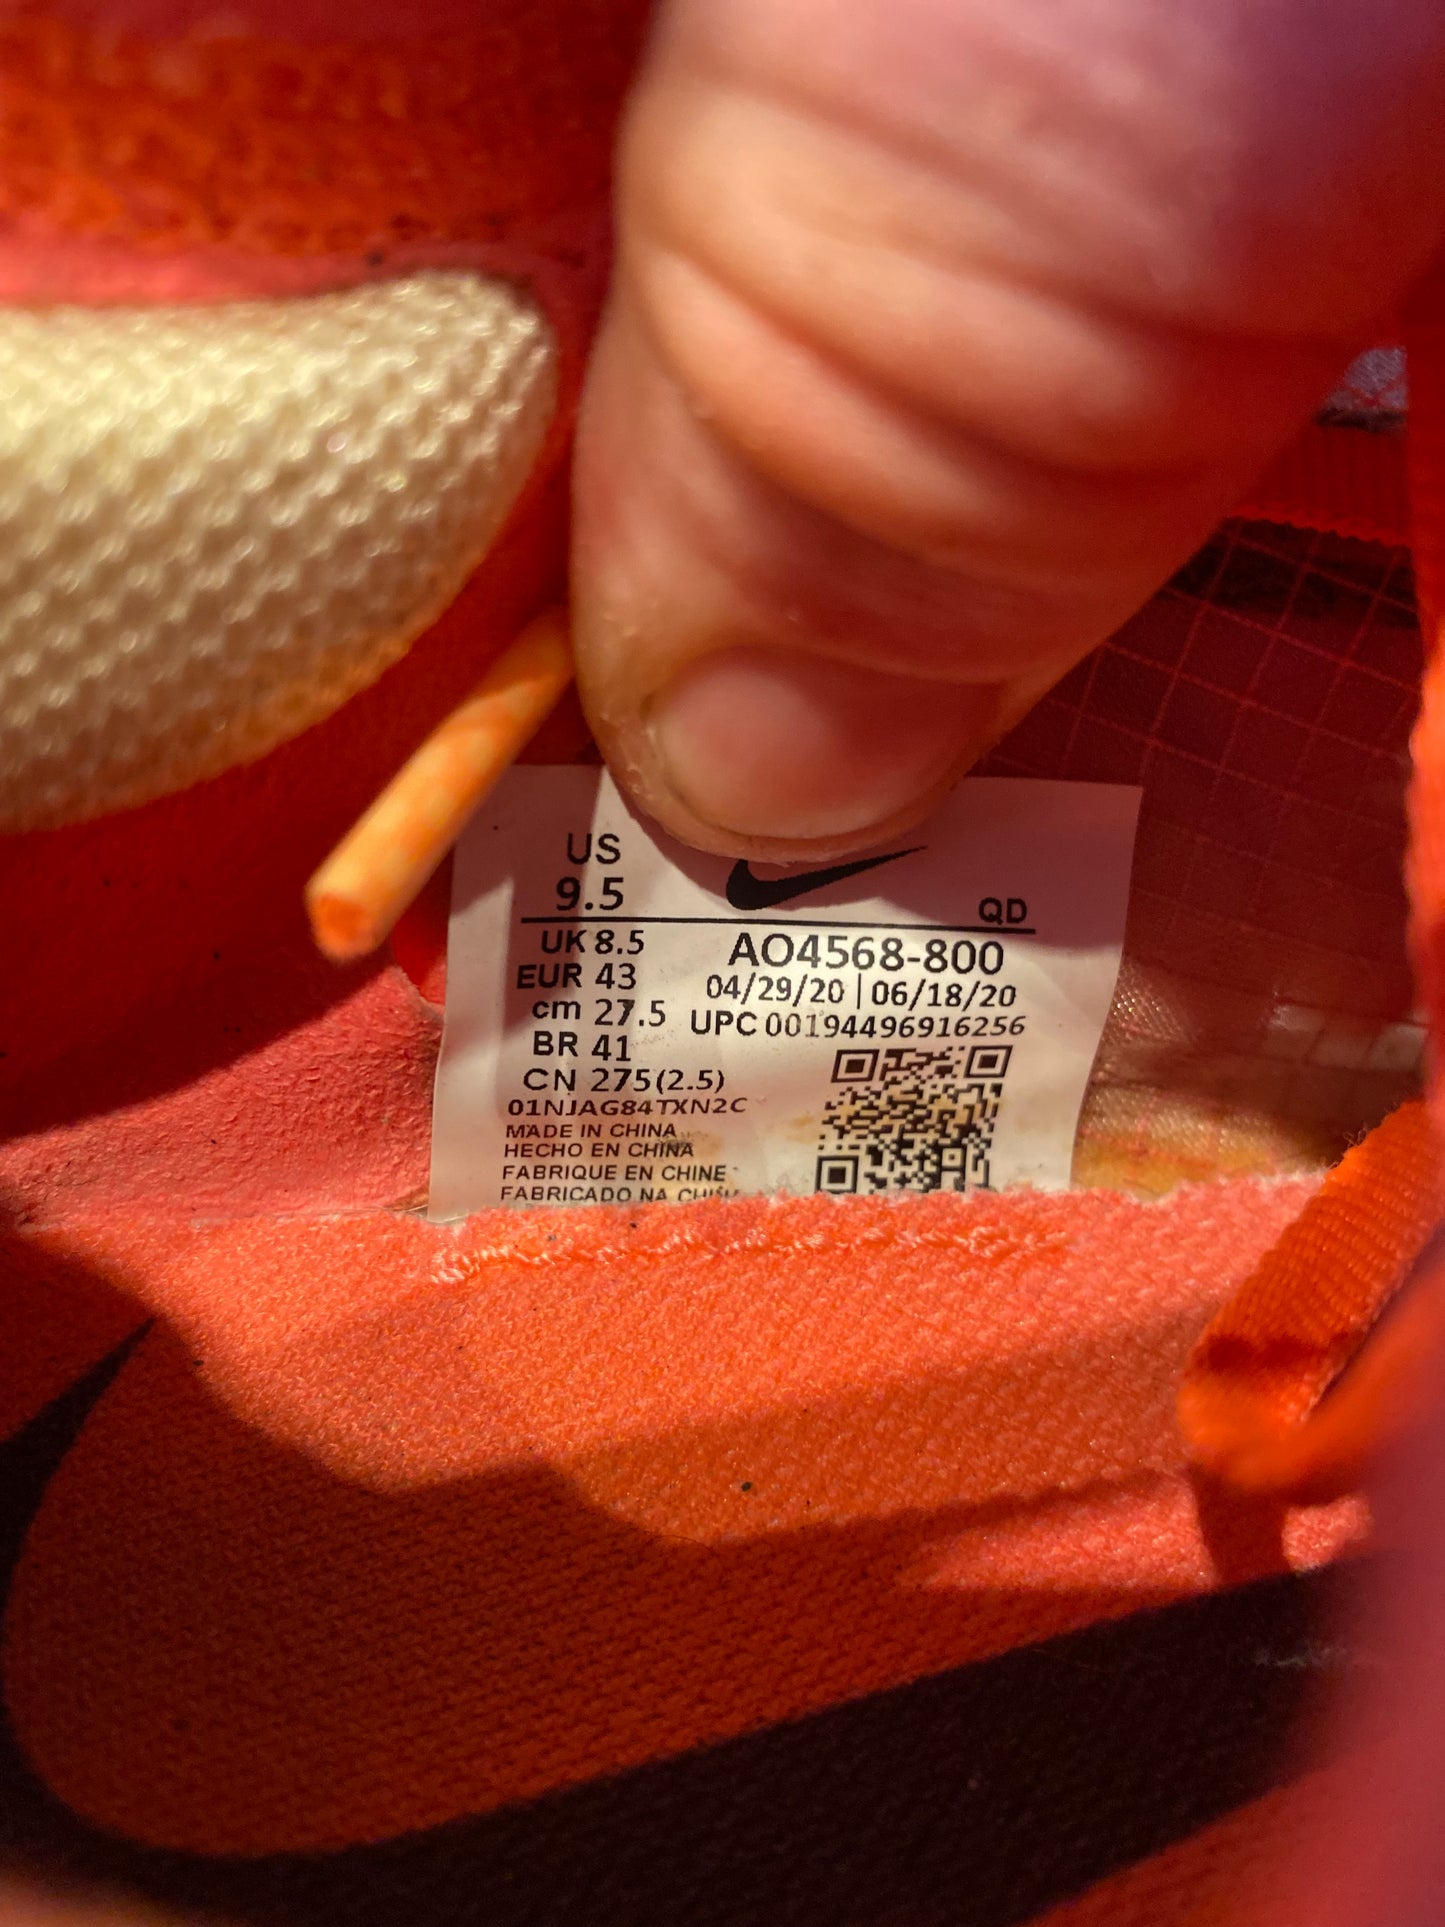 US
9.5
QD
UK 8.5
EUR 43
cm 27.5
BR 41
CN 275(2.5)
AO4568-800
04/29/20 | 06/18/20
UPC 00194496916256
01NJAG84TXN2C
MADE IN CHINA
HECHO EN CHINA
FABRIQUE EN CHINE
FABRICADO NA